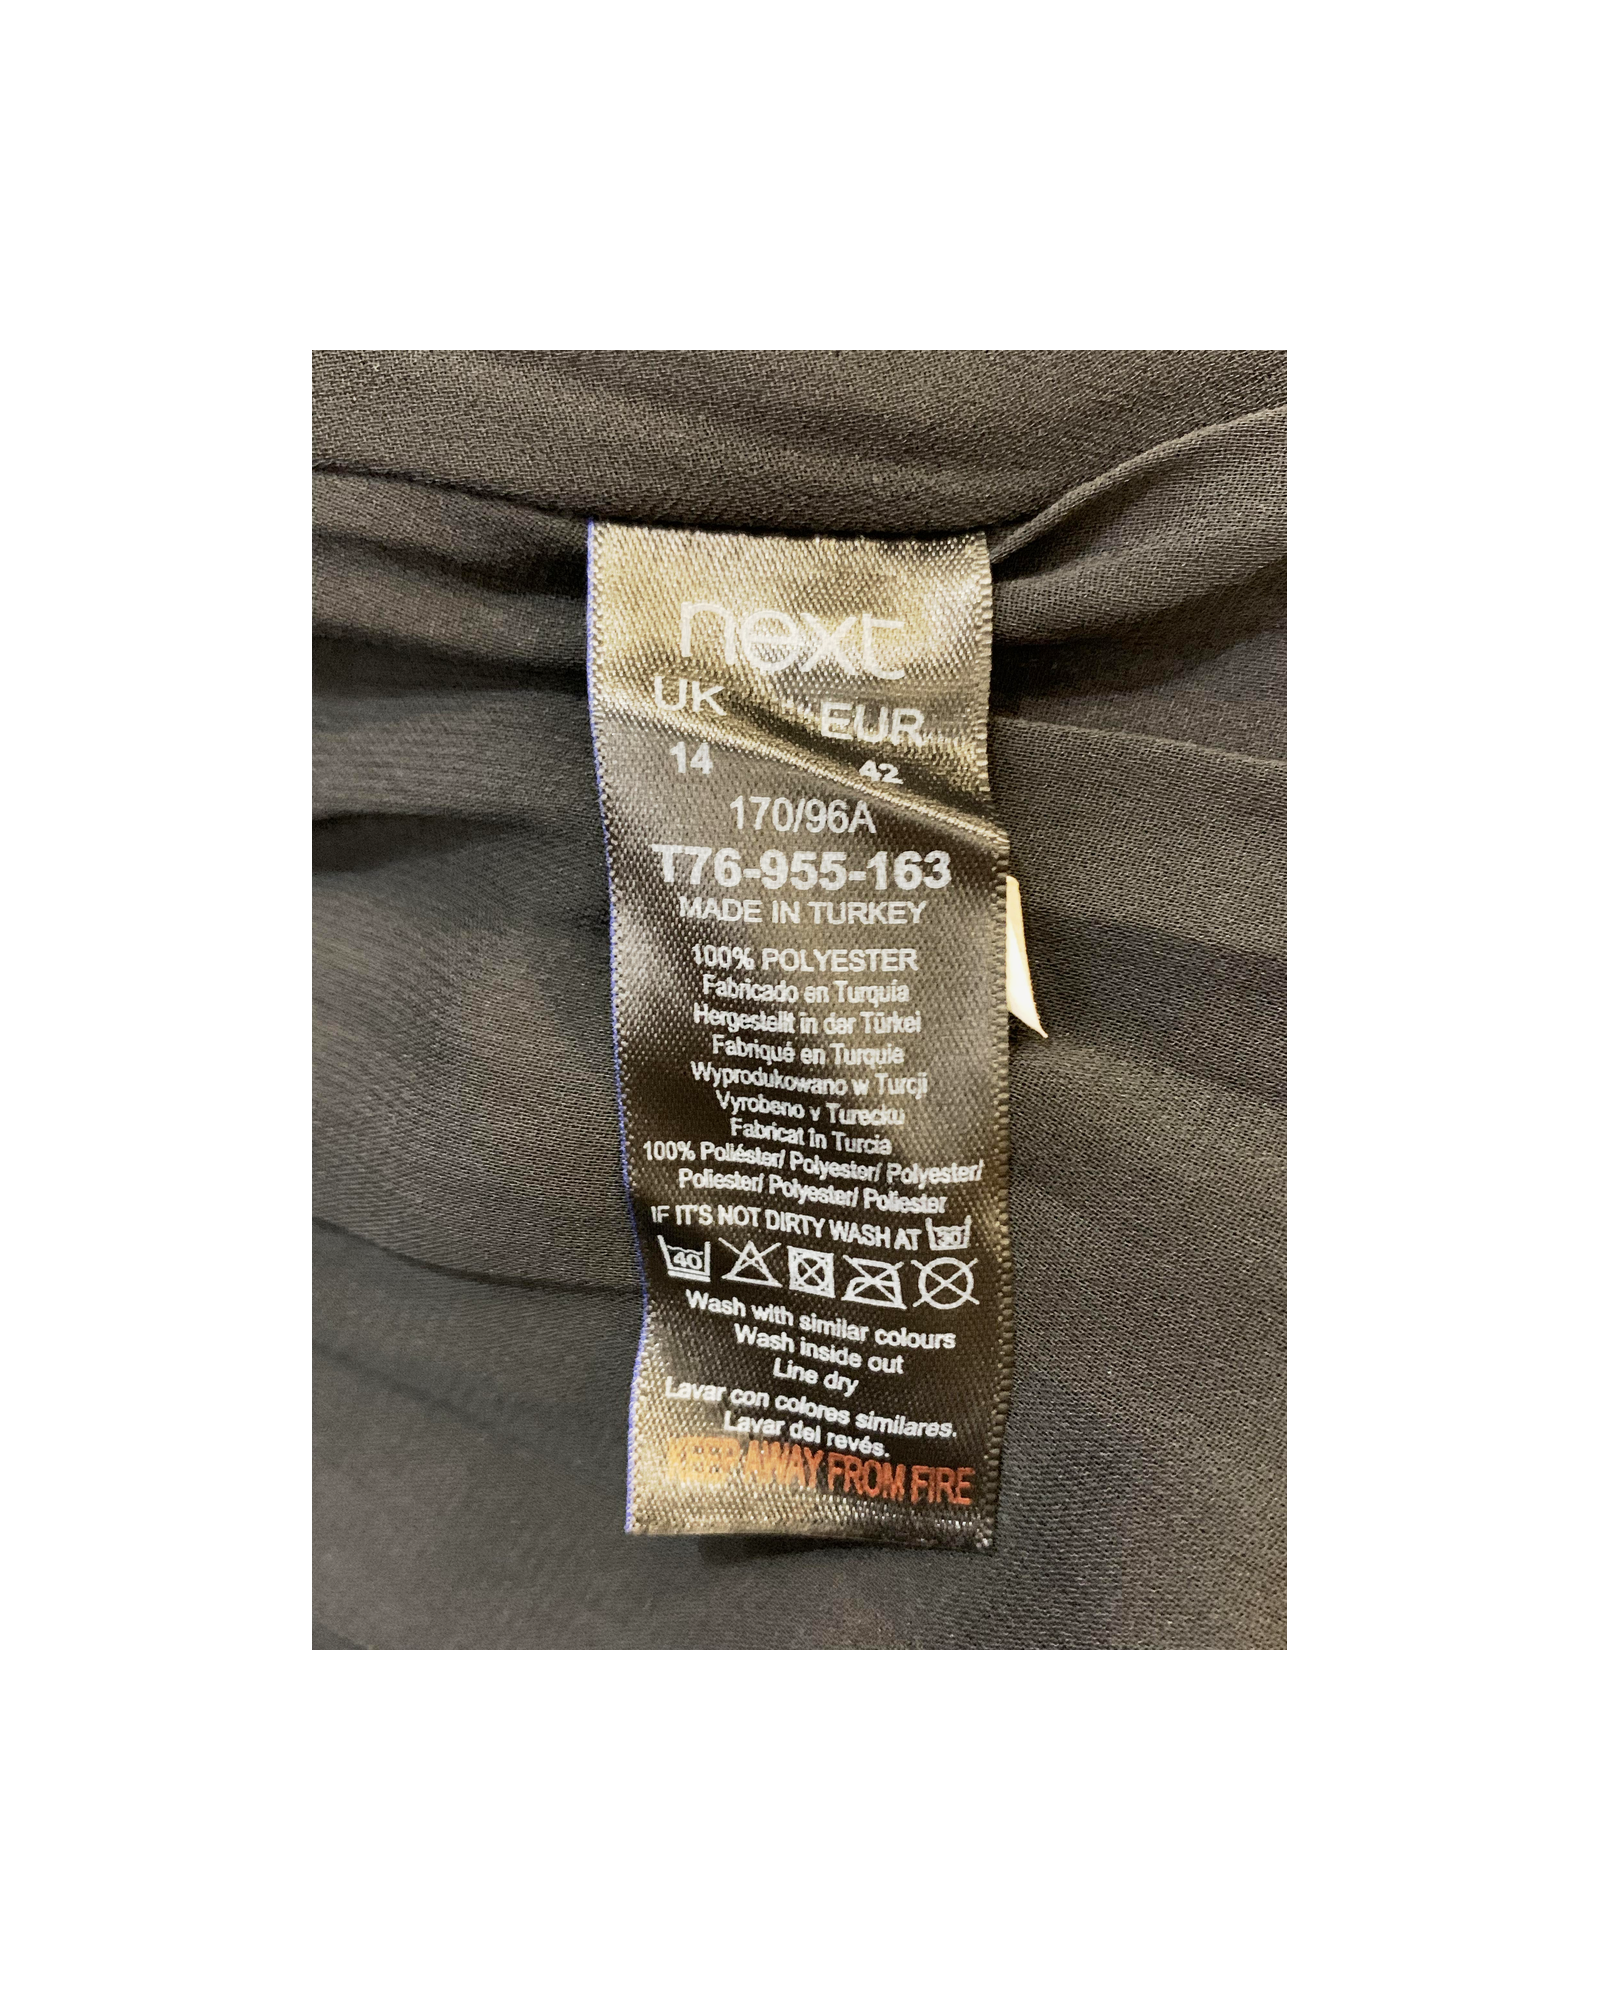 next
UK EUR
14 42
170/96A
T76-955-163
MADE IN TURKEY
100% POLYESTER
Fabricado en Turquía
Hergestellt in der Türkei
Fabriqué en Turquie
Wyprodukowano w Turcji
Vyrobeno v Turecku
Fabricat în Turcia
100% Poliéster/ Polyester/ Polyester/
Poliester/ Polyester/ Poliester
IF IT'S NOT DIRTY WASH AT 30
40
Wash with similar colours
Wash inside out
Line dry
Lavar con colores similares.
Lavar del revés.
KEEP AWAY FROM FIRE